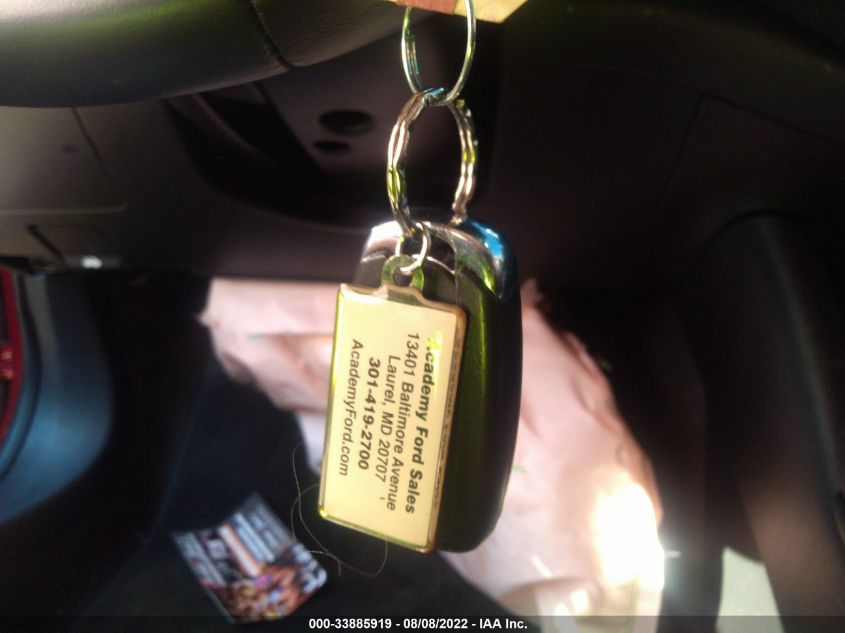 Academy Ford Sales
13401 Baltimore Avenue
Laurel, MD 20707
301-419-2700
AcademyFord.com
000-33885919 - 08/08/2022 - IAA Inc.